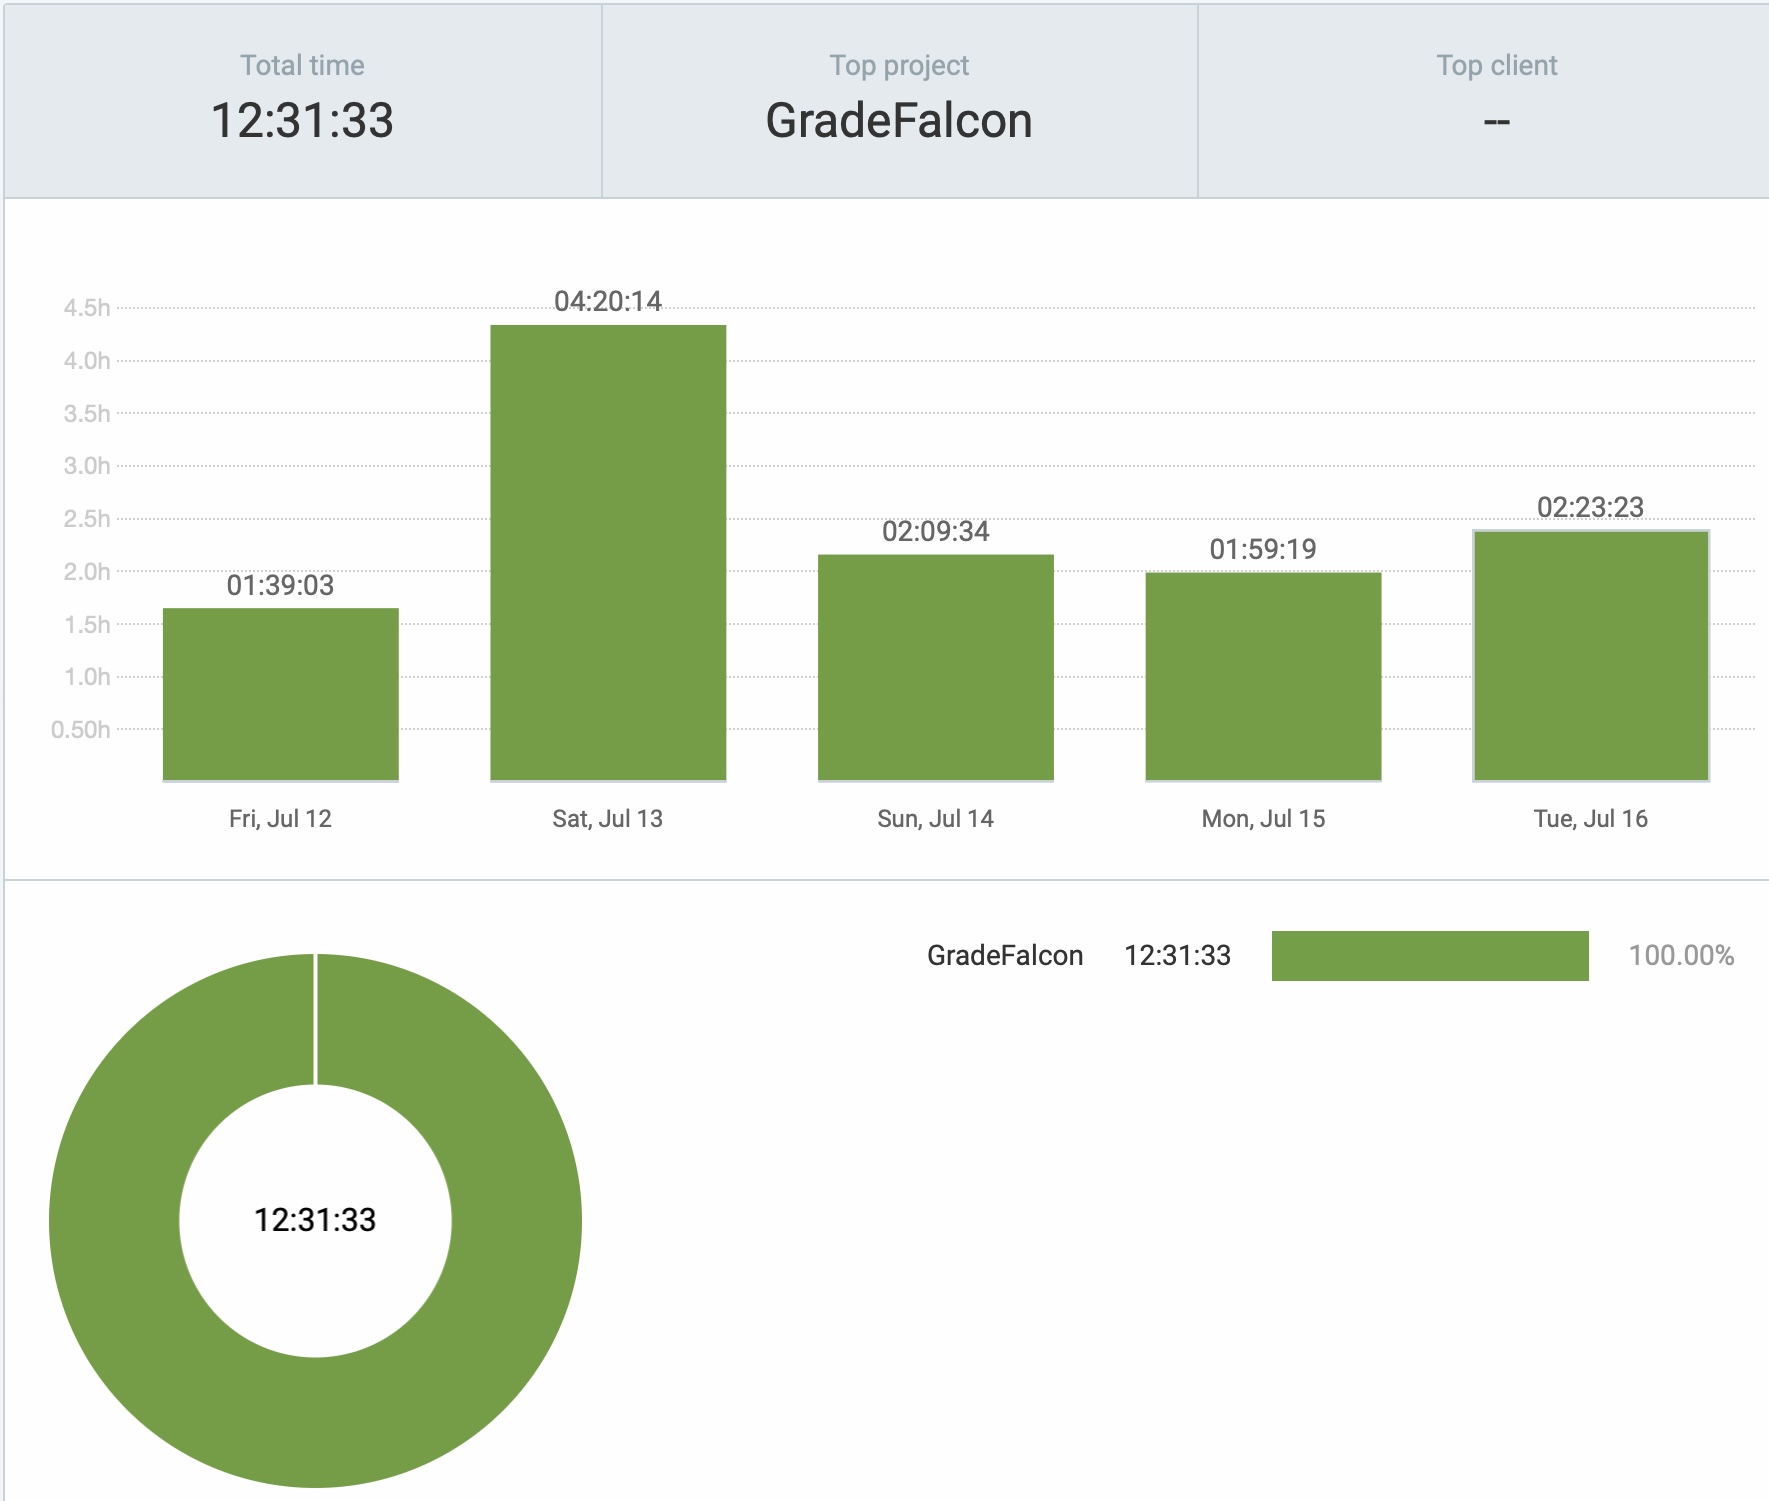 Total time
12:31:33
Top project
GradeFalcon
Top client
--
4.5h
4.0h
3.5h
3.0h
2.5h
2.0h
1.5h
1.0h
0.50h
01:39:03
04:20:14
02:09:34
01:59:19
02:23:23
Fri, Jul 12
Sat, Jul 13
Sun, Jul 14
Mon, Jul 15
Tue, Jul 16
12:31:33
GradeFalcon 12:31:33 100.00%